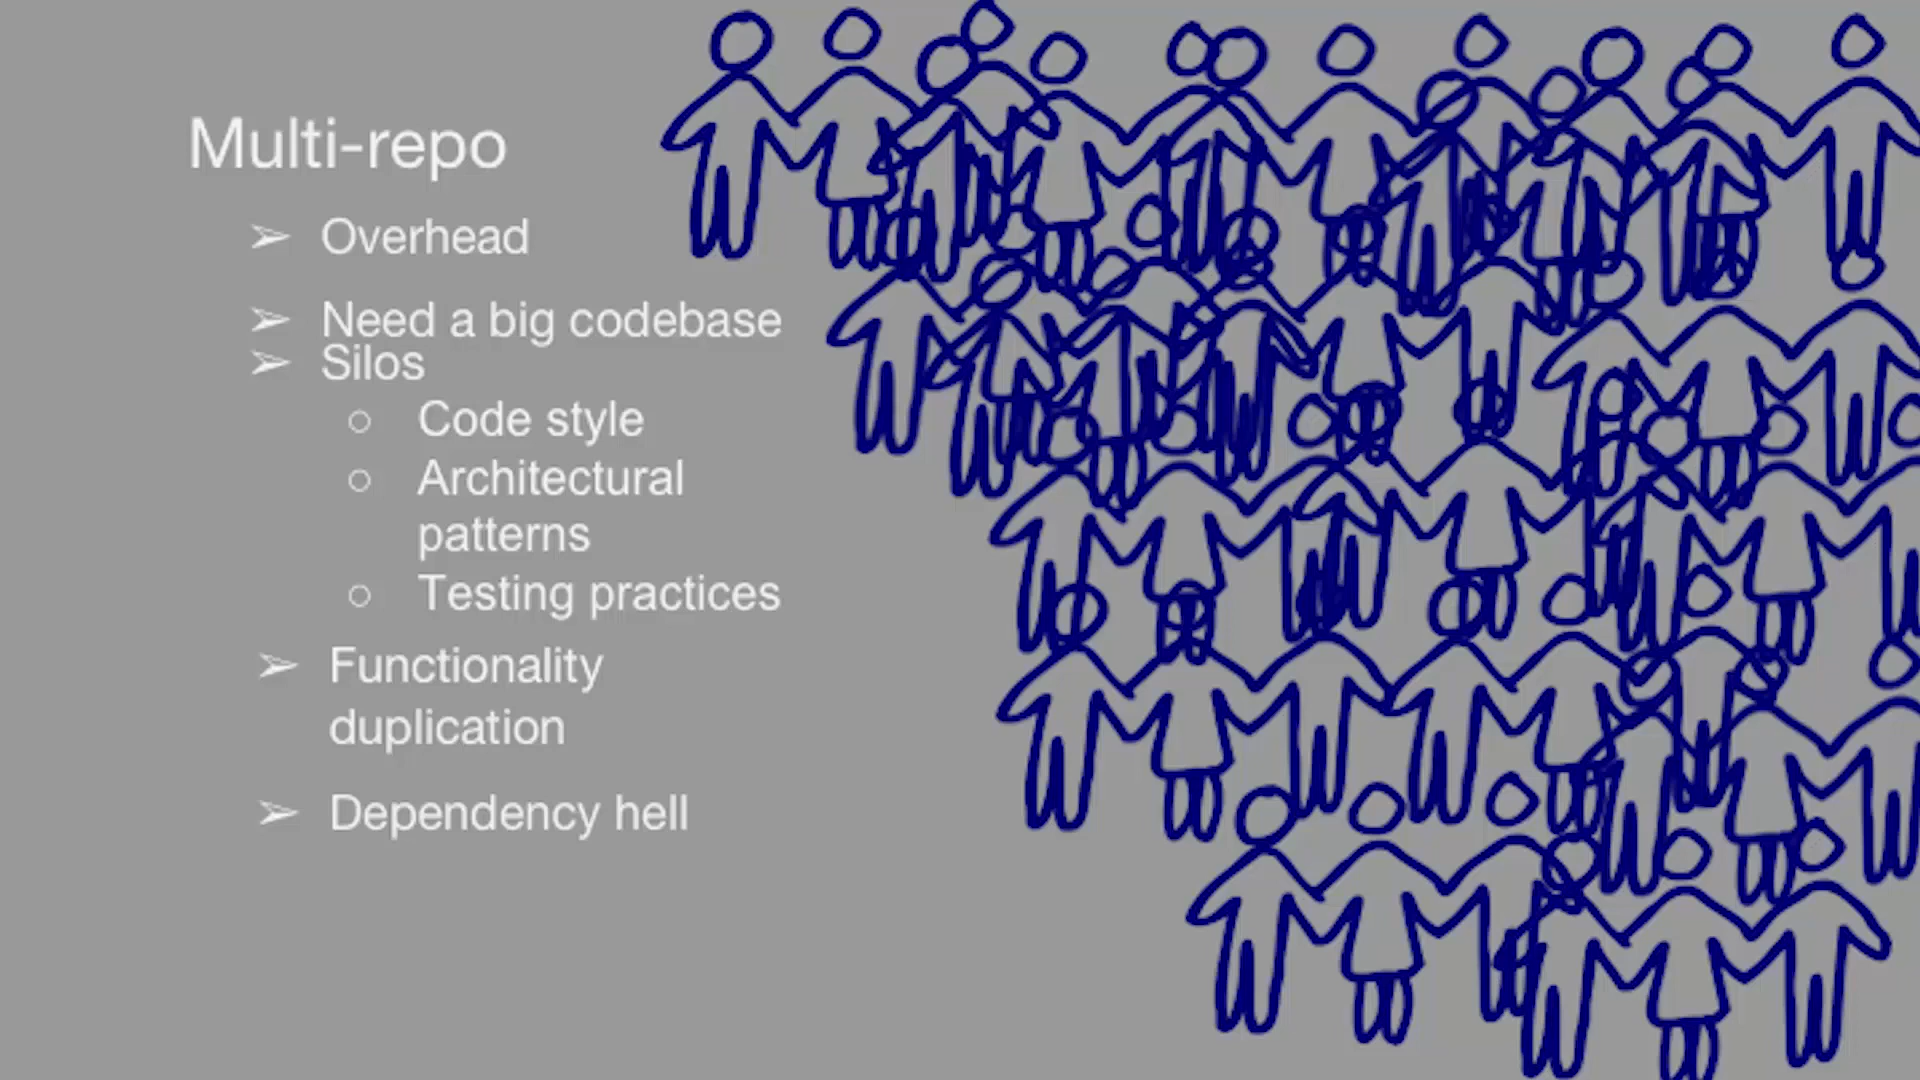 Multi-repo
➢ Overhead
➢ Need a big codebase
➢ Silos
○ Code style
○ Architectural
patterns
○ Testing practices
➢ Functionality
duplication
➢ Dependency hell